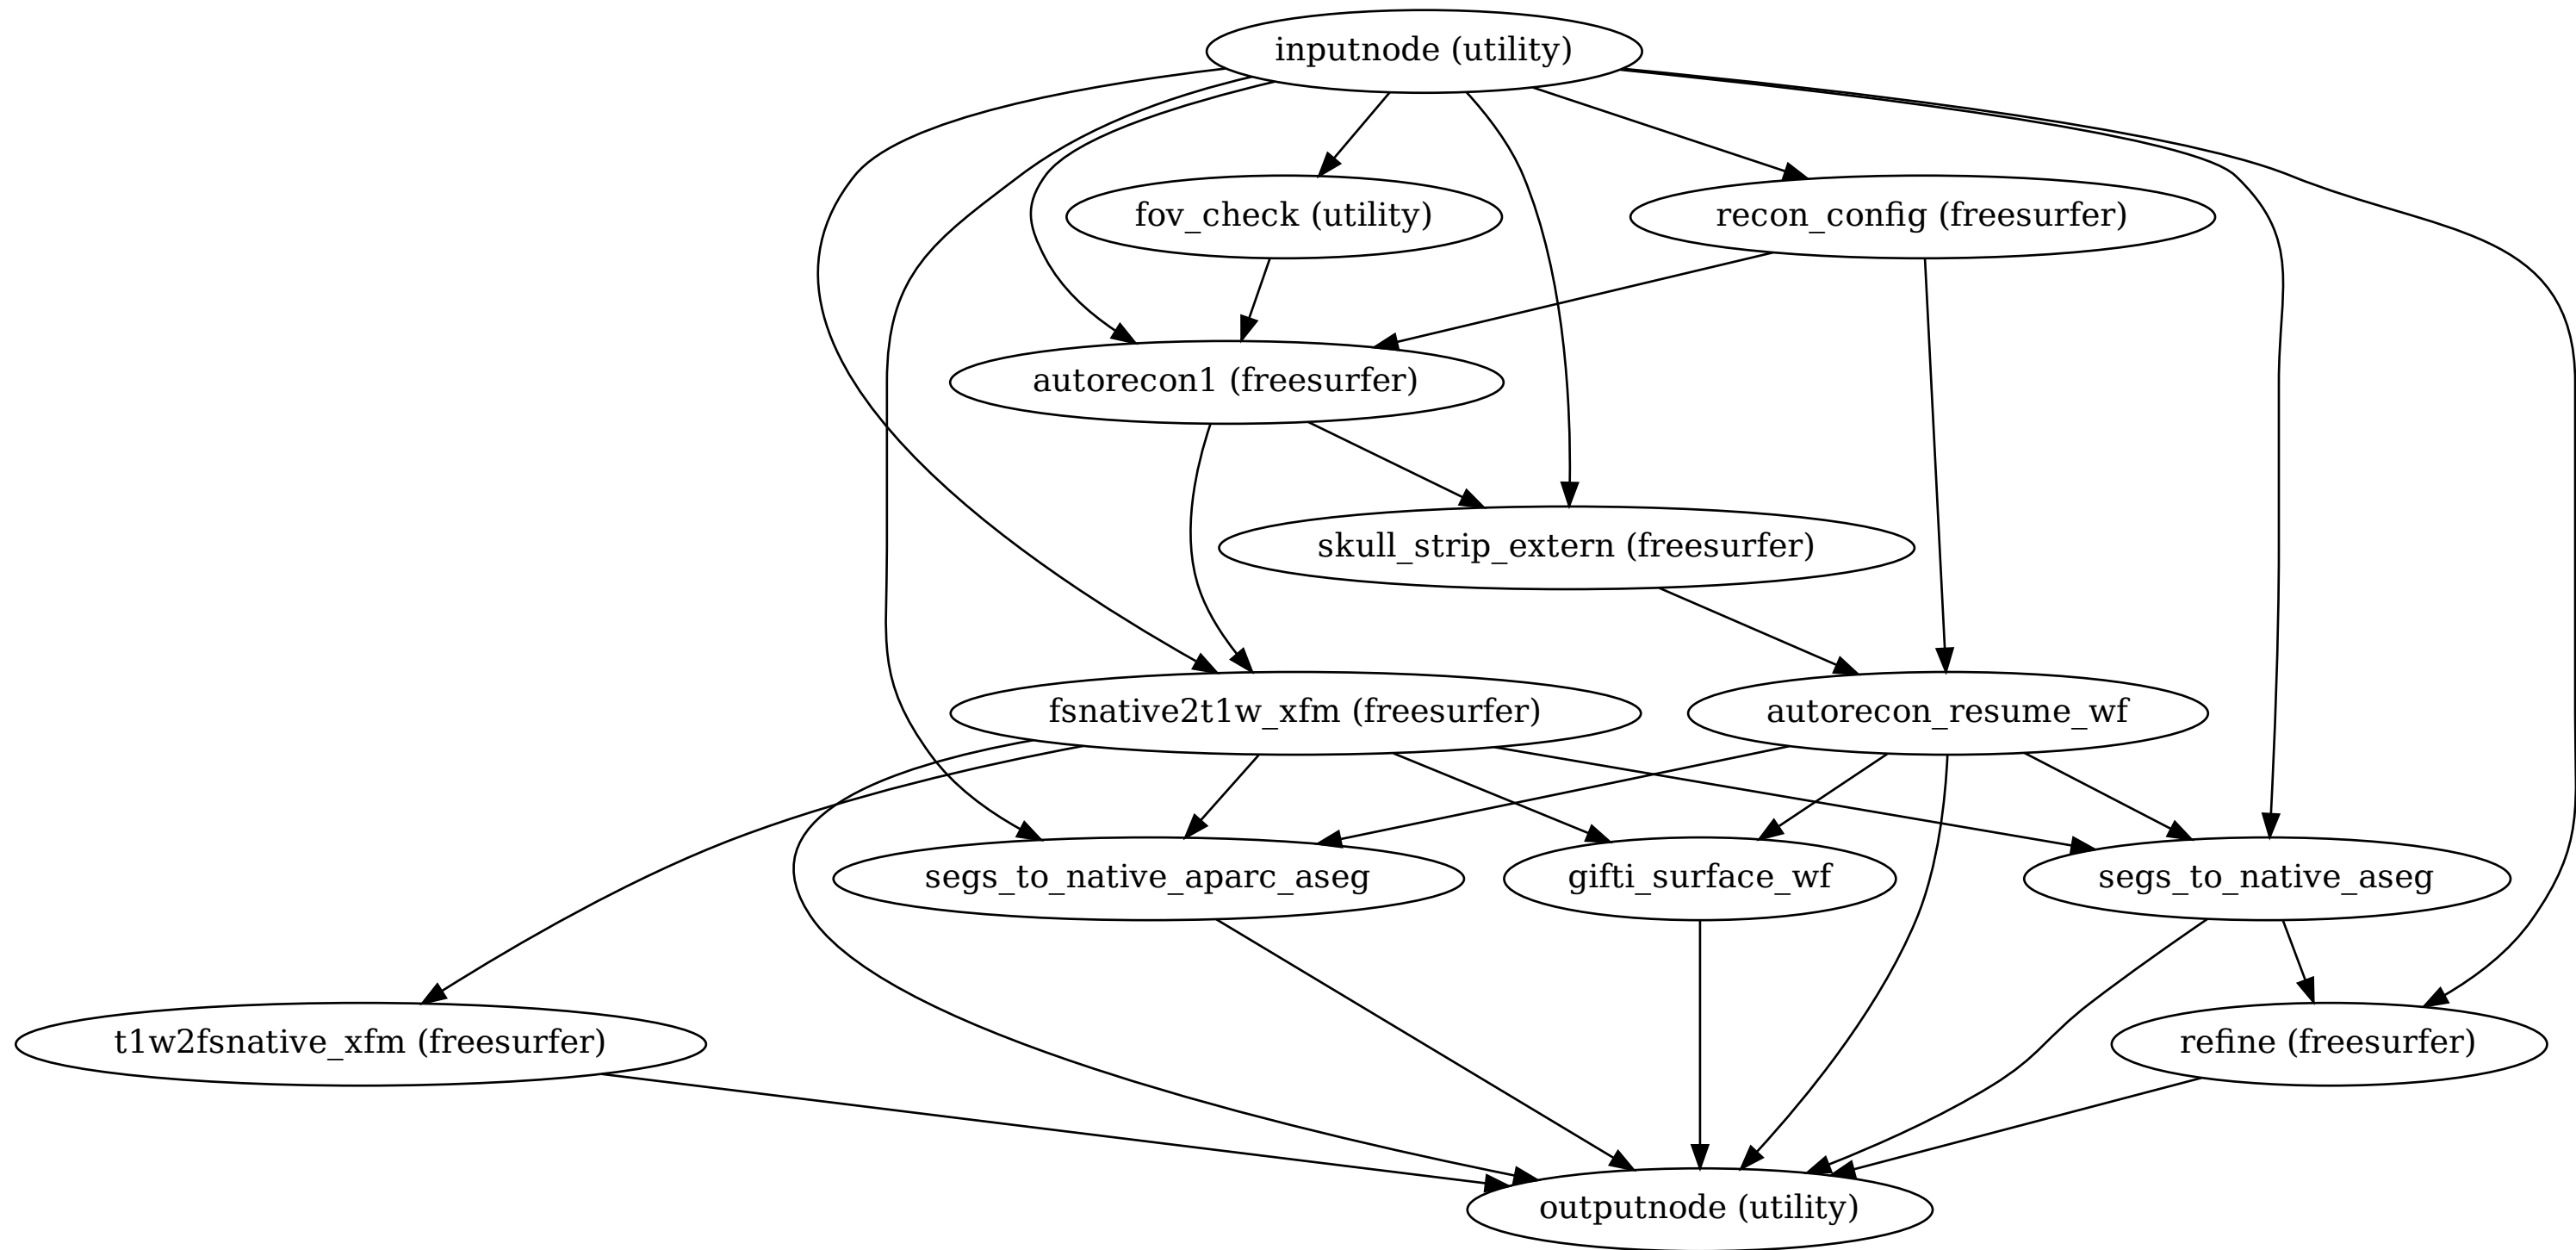 inputnode (utility)
fov_check (utility)
recon_config (freesurfer)
autorecon1 (freesurfer)
skull_strip_extern (freesurfer)
fsnative2t1w_xfm (freesurfer)
autorecon_resume_wf
segs_to_native_aparc_aseg
gifti_surface_wf
segs_to_native_aseg
t1w2fsnative_xfm (freesurfer)
refine (freesurfer)
outputnode (utility)